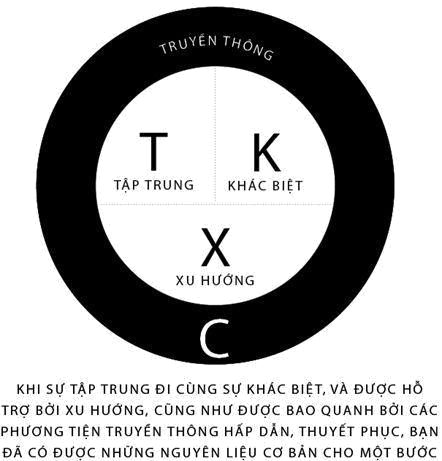 TRUYỀN THÔNG
T K
TẬP TRUNG KHÁC BIỆT
X
XU HƯỚNG
C
KHI SỰ TẬP TRUNG ĐI CÙNG SỰ KHÁC BIỆT, VÀ ĐƯỢC HỖ
TRỢ BỞI XU HƯỚNG, CŨNG NHƯ ĐƯỢC BAO QUANH BỞI CÁC
PHƯƠNG TIỆN TRUYỀN THÔNG HẤP DẪN, THUYẾT PHỤC, BẠN
ĐÃ CÓ ĐƯỢC NHỮNG NGUYÊN LIỆU CƠ BẢN CHO MỘT BƯỚC